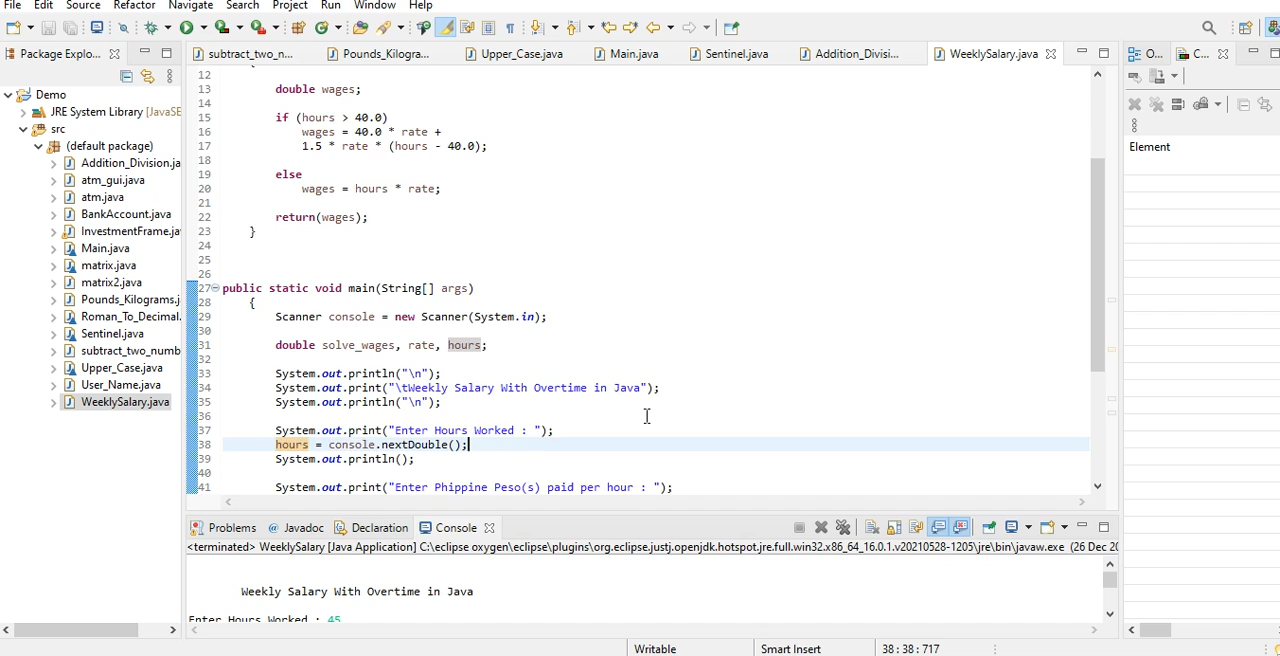 File Edit Source Refactor Navigate Search Project Run Window Help
Package Explo...
subtract_two_n... Pounds_Kilogra... Upper_Case.java Main.java Sentinel.java Addition_Divisi... WeeklySalary.java
O... C...
Demo
JRE System Library [JavaSE
src
(default package)
Addition_Division.ja
atm_gui.java
atm.java
BankAccount.java
InvestmentFrame.ja
Main.java
matrix.java
matrix2.java
Pounds_Kilograms.j
Roman_To_Decimal.
Sentinel.java
subtract_two_numb
Upper_Case.java
User_Name.java
WeeklySalary.java
12 {
13 double wages;
14
15 if (hours > 40.0)
16 wages = 40.0 * rate +
17 1.5 * rate * (hours - 40.0);
18
19 else
20 wages = hours * rate;
21
22 return(wages);
23 }
24
25
26
27 public static void main(String[] args)
28 {
29 Scanner console = new Scanner(System.in);
30
31 double solve_wages, rate, hours;
32
33 System.out.println("\n");
34 System.out.print("\tWeekly Salary With Overtime in Java");
35 System.out.println("\n");
36
37 System.out.print("Enter Hours Worked : ");
38 hours = console.nextDouble();
39 System.out.println();
40
41 System.out.print("Enter Phippine Peso(s) paid per hour : ");
Element
Problems Javadoc Declaration Console
<terminated> WeeklySalary [Java Application] C:\eclipse oxygen\eclipse\plugins\org.eclipse.justj.openjdk.hotspot.jre.full.win32.x86_64_16.0.1.v20210528-1205\jre\bin\javaw.exe (26 Dec 20
Weekly Salary With Overtime in Java
Enter Hours Worked : 45
Writable Smart Insert 38 : 38 : 717